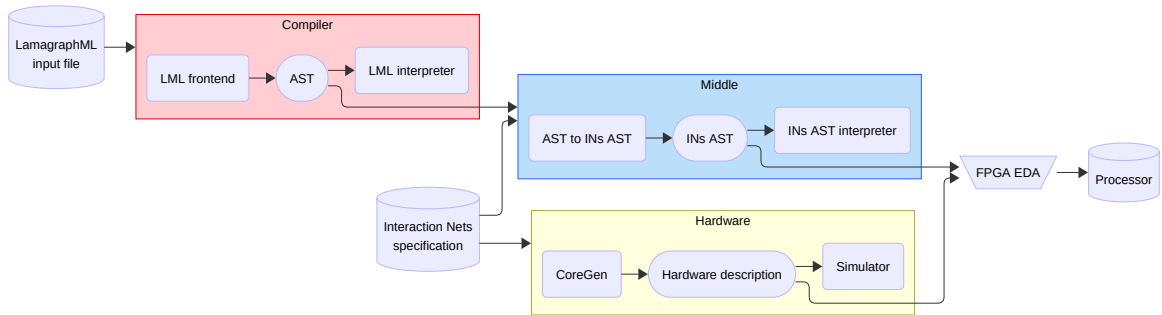 LamagraphML
input file
Compiler
LML frontend
AST
LML interpreter
Middle
AST to INs AST
INs AST
INs AST interpreter
Interaction Nets
specification
Hardware
CoreGen
Hardware description
Simulator
FPGA EDA
Processor